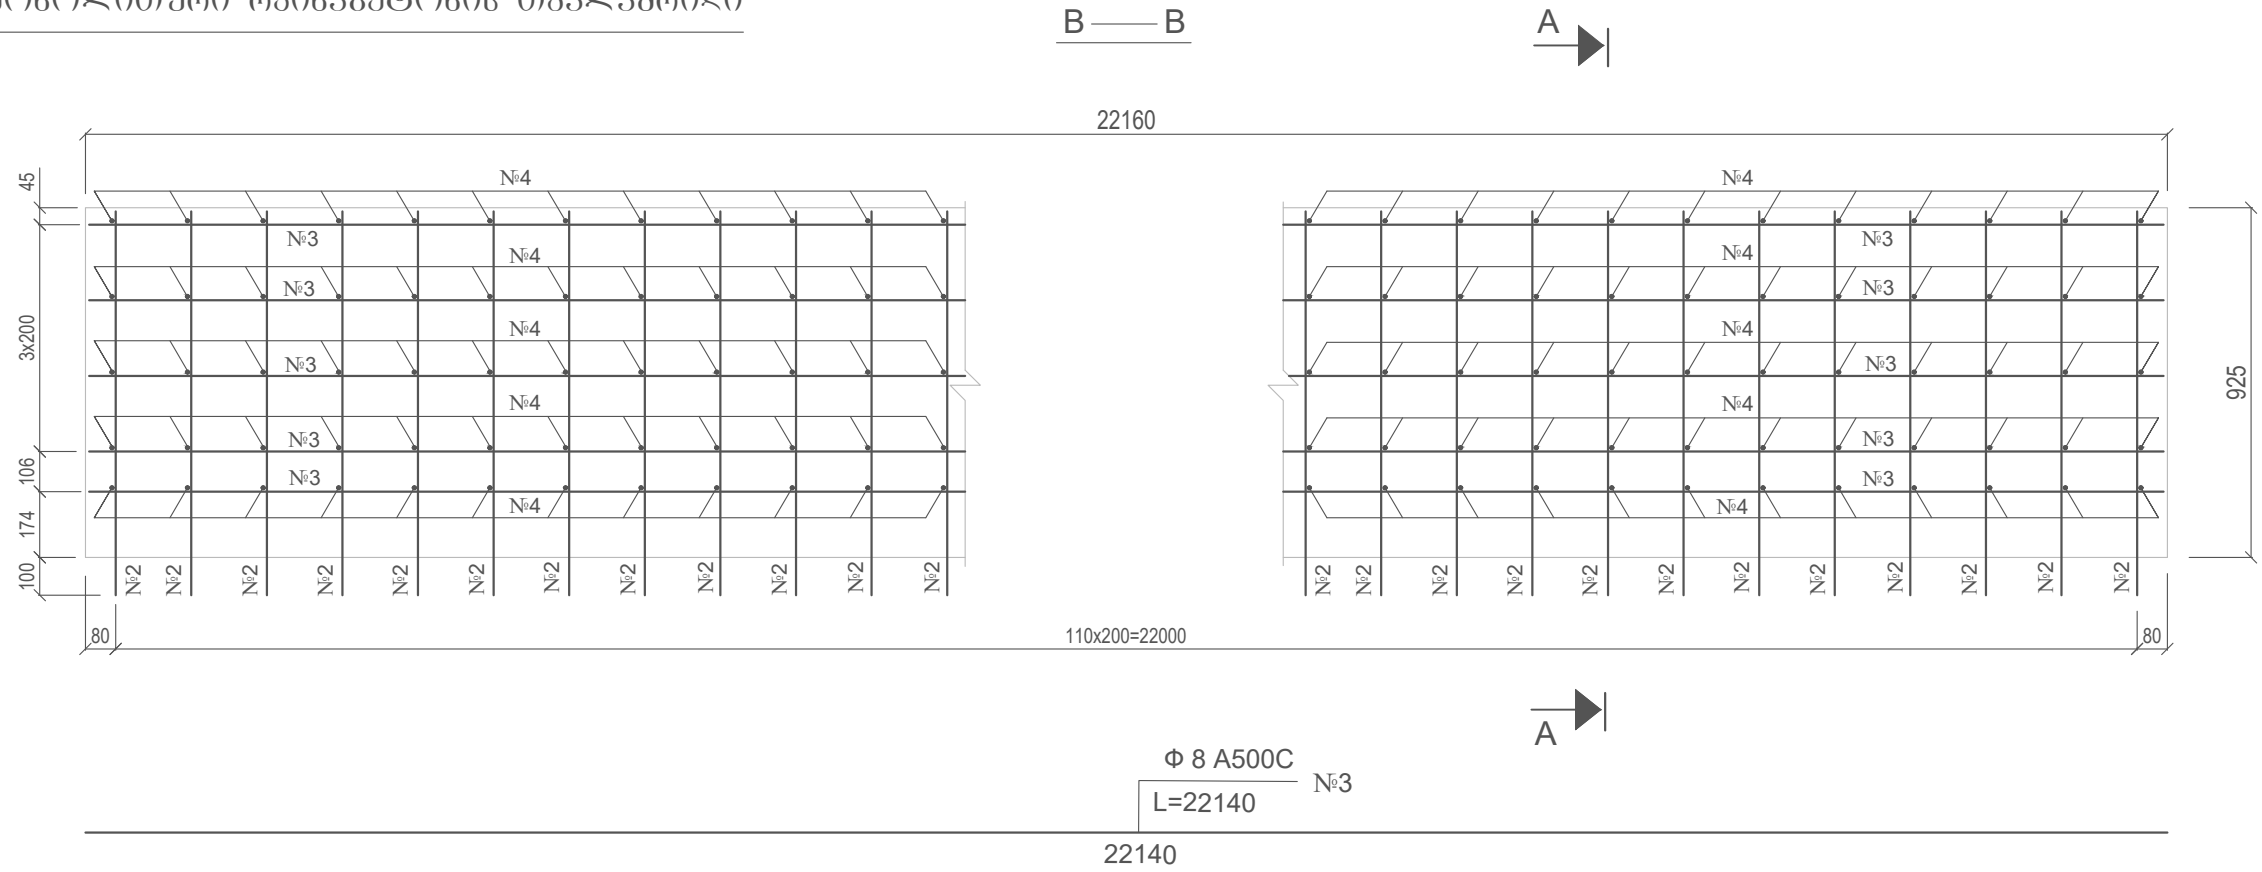 B B A
22160
45 №4 №4
№3 №3
№4 №4
№3 №3
3x200 №4 №4 925
№3 №3
№4 №4
106 №3 №3
№3 №3
174 №4 №4
100 №2 №2 №2 №2 №2 №2 №2 №2 №2 №2 №2 №2 №2 №2 №2 №2 №2 №2 №2 №2 №2 №2 №2 №2
80 110x200=22000 80
A
Φ 8 A500C
№3
L=22140
22140